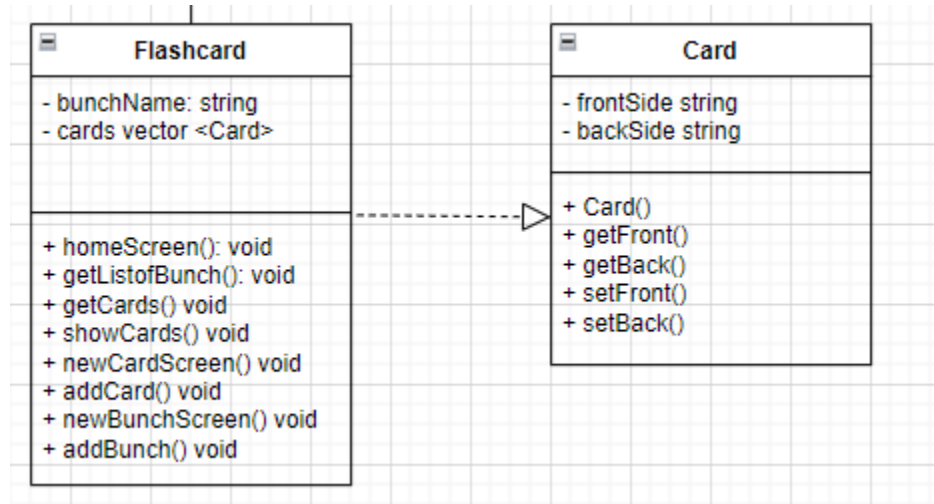 Flashcard
- bunchName: string
- cards vector <Card>
+ homeScreen(): void
+ getListofBunch(): void
+ getCards() void
+ showCards() void
+ newCardScreen() void
+ addCard() void
+ newBunchScreen() void
+ addBunch() void
Card
- frontSide string
- backSide string
+ Card()
+ getFront()
+ getBack()
+ setFront()
+ setBack()